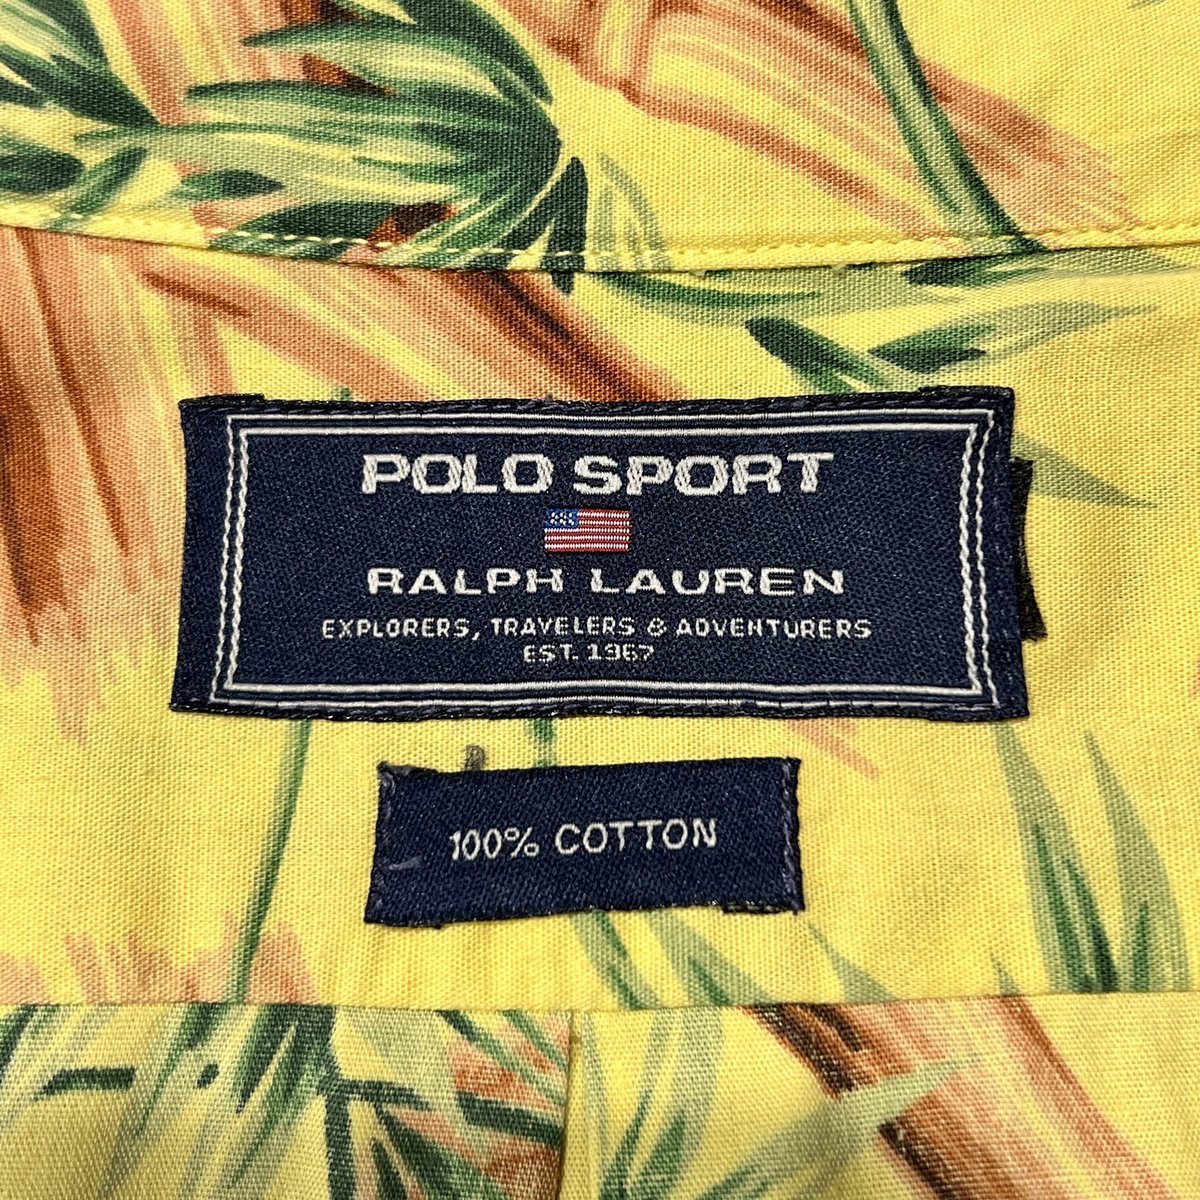 POLO SPORT
RALPH LAUREN
EXPLORERS, TRAVELERS & ADVENTURERS
EST. 1967
100% COTTON